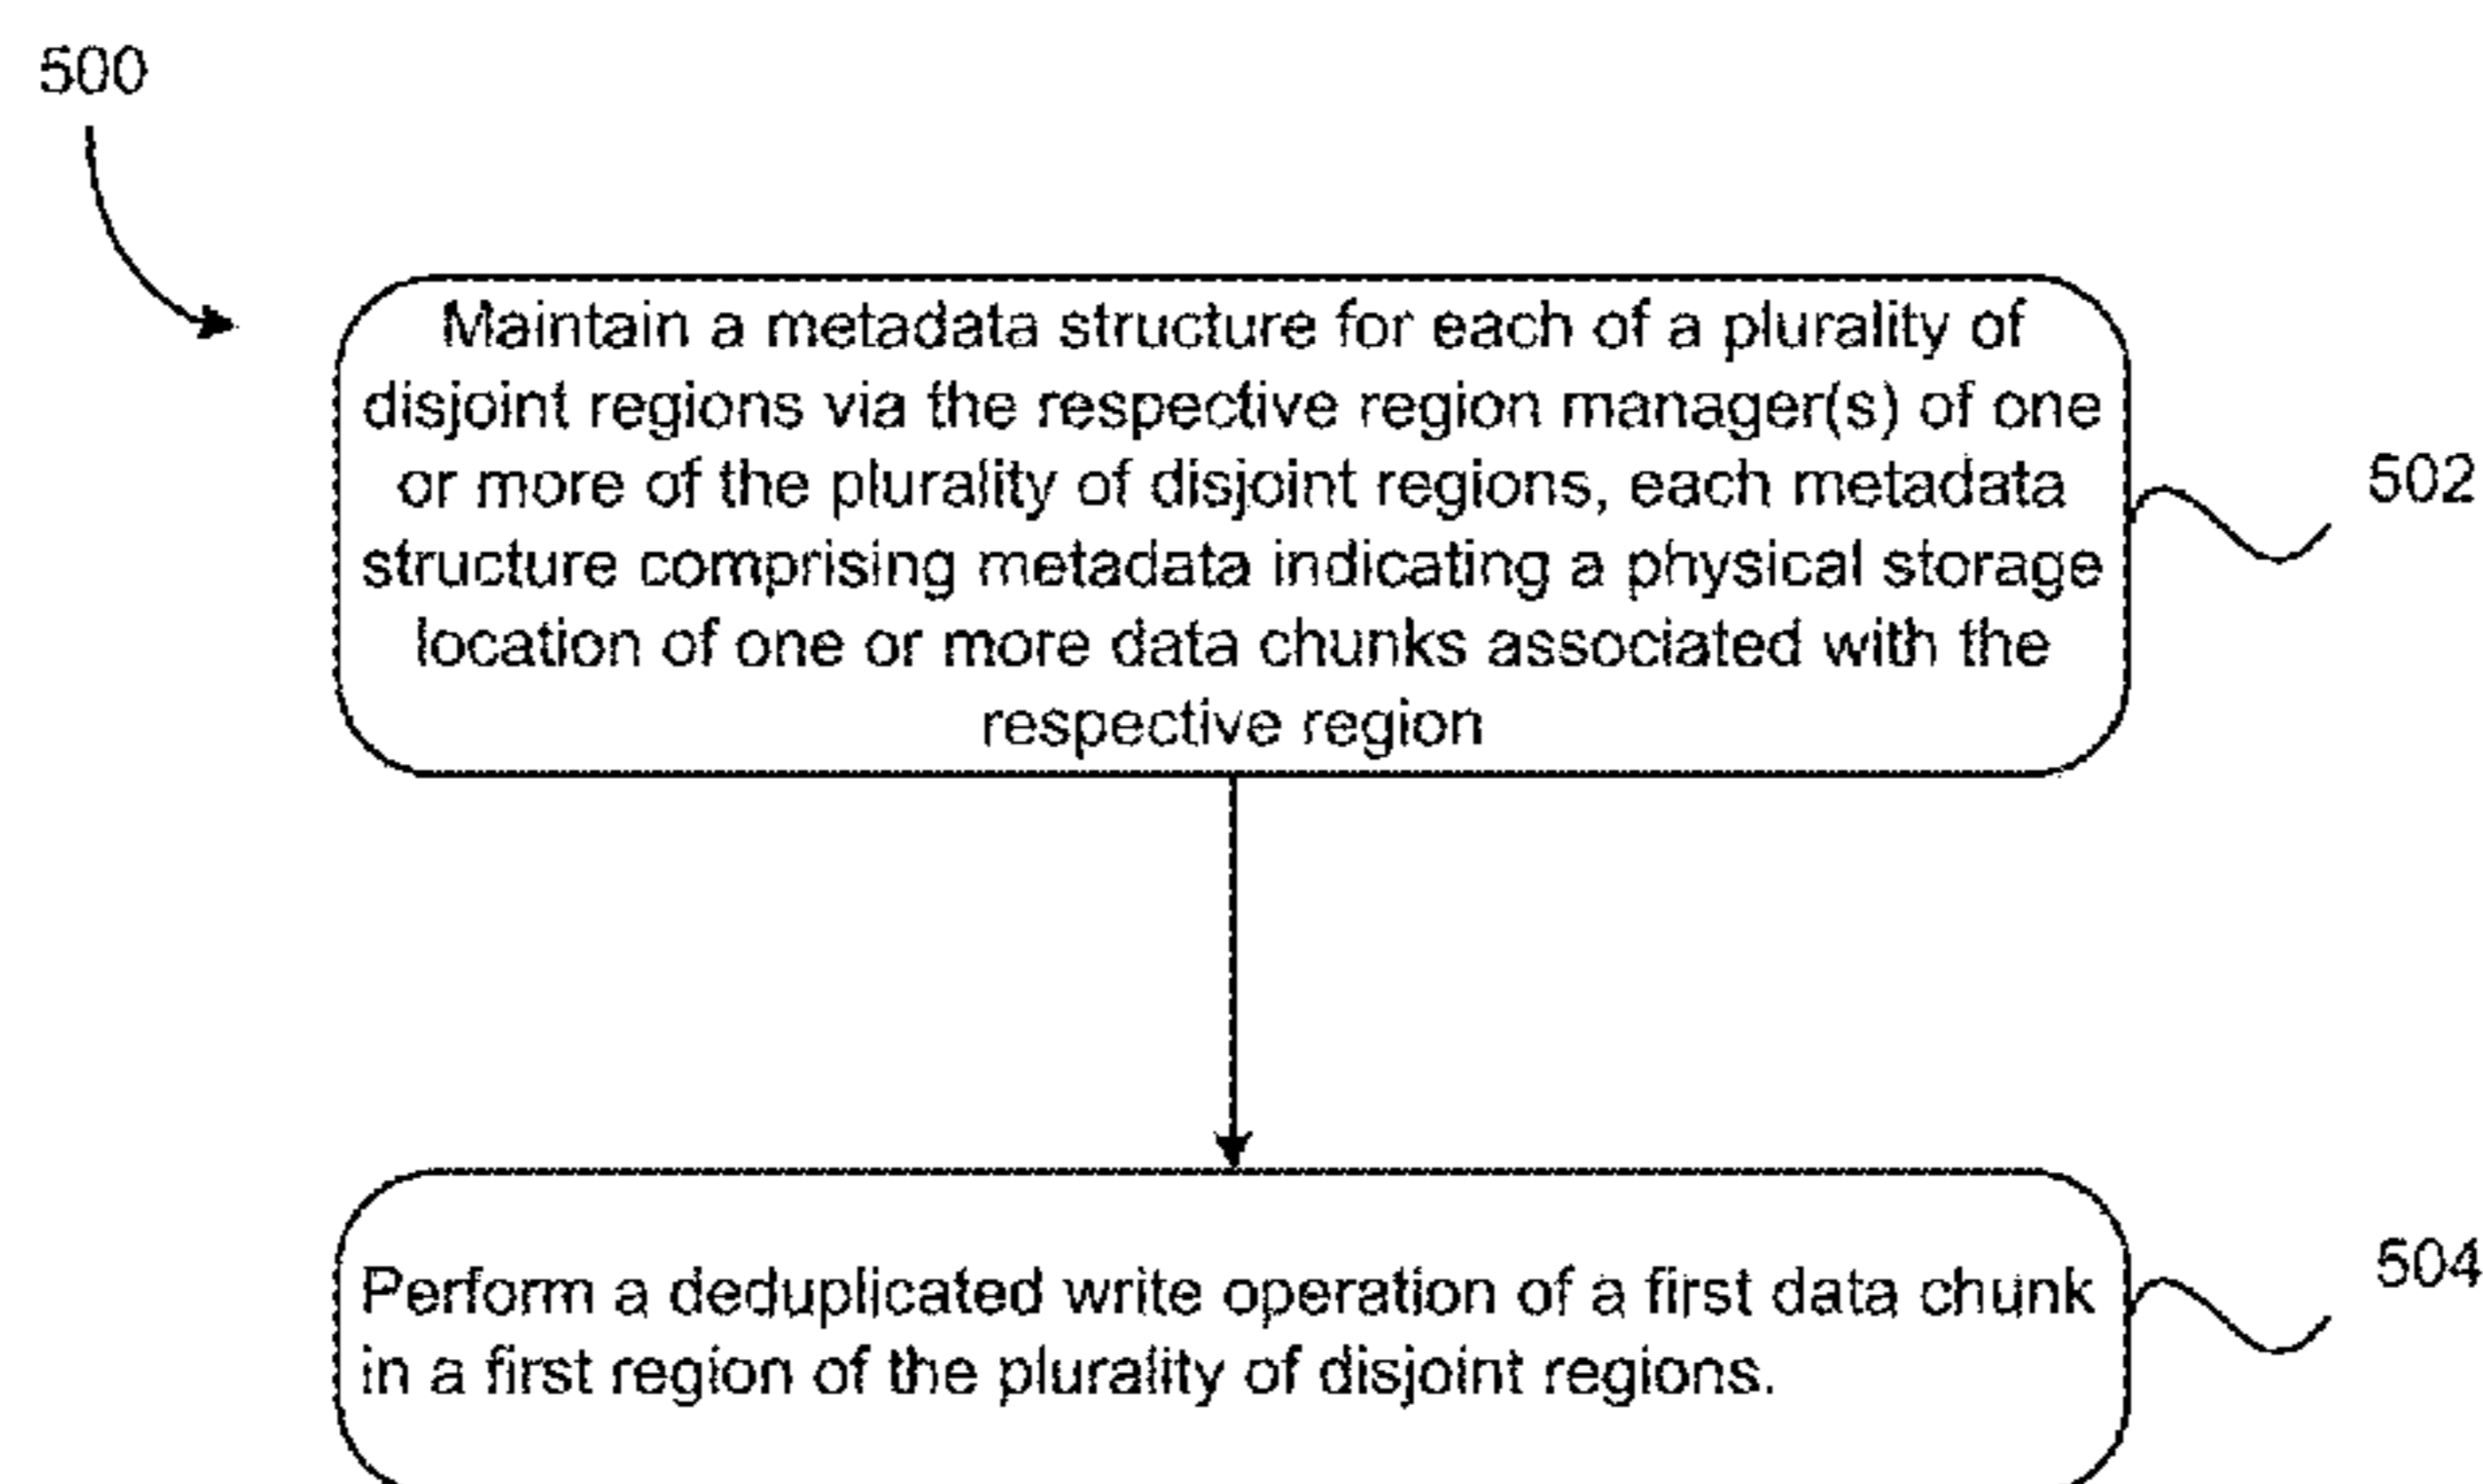 500
Maintain a metadata structure for each of a plurality of
disjoint regions via the respective region manager(s) of one
or more of the plurality of disjoint regions, each metadata
structure comprising metadata indicating a physical storage
location of one or more data chunks associated with the
respective region
502
Perform a deduplicated write operation of a first data chunk
in a first region of the plurality of disjoint regions.
504